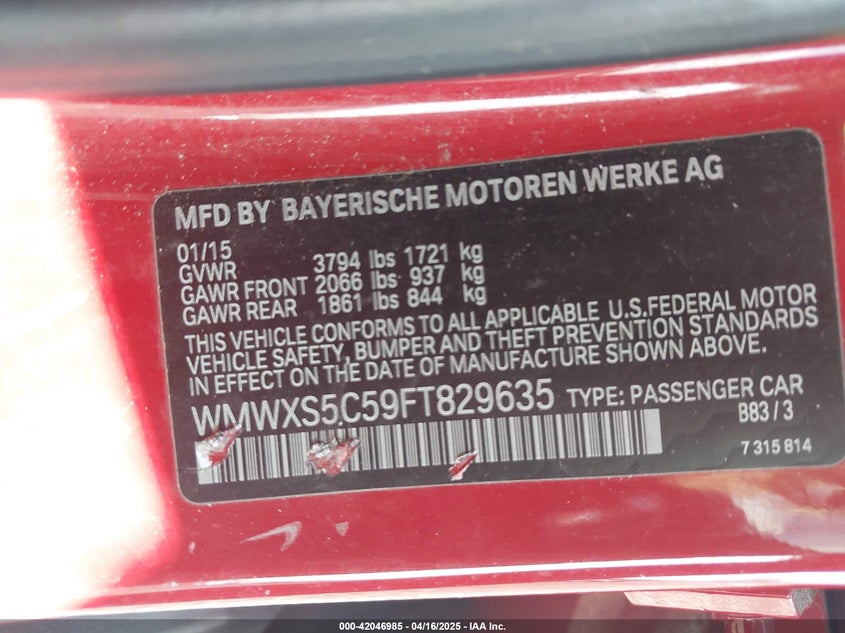 MFD BY BAYERISCHE MOTOREN WERKE AG
01/15
GVWR 3794 lbs 1721 kg
GAWR FRONT 2066 lbs 937 kg
GAWR REAR 1861 lbs 844 kg
THIS VEHICLE CONFORMS TO ALL APPLICABLE U.S.FEDERAL MOTOR
VEHICLE SAFETY, BUMPER AND THEFT PREVENTION STANDARDS
IN EFFECT ON THE DATE OF MANUFACTURE SHOWN ABOVE.
WMWXS5C59FT829635 TYPE: PASSENGER CAR
B83 / 3
7 315 814
000-42046985 - 04/16/2025 - IAA Inc.